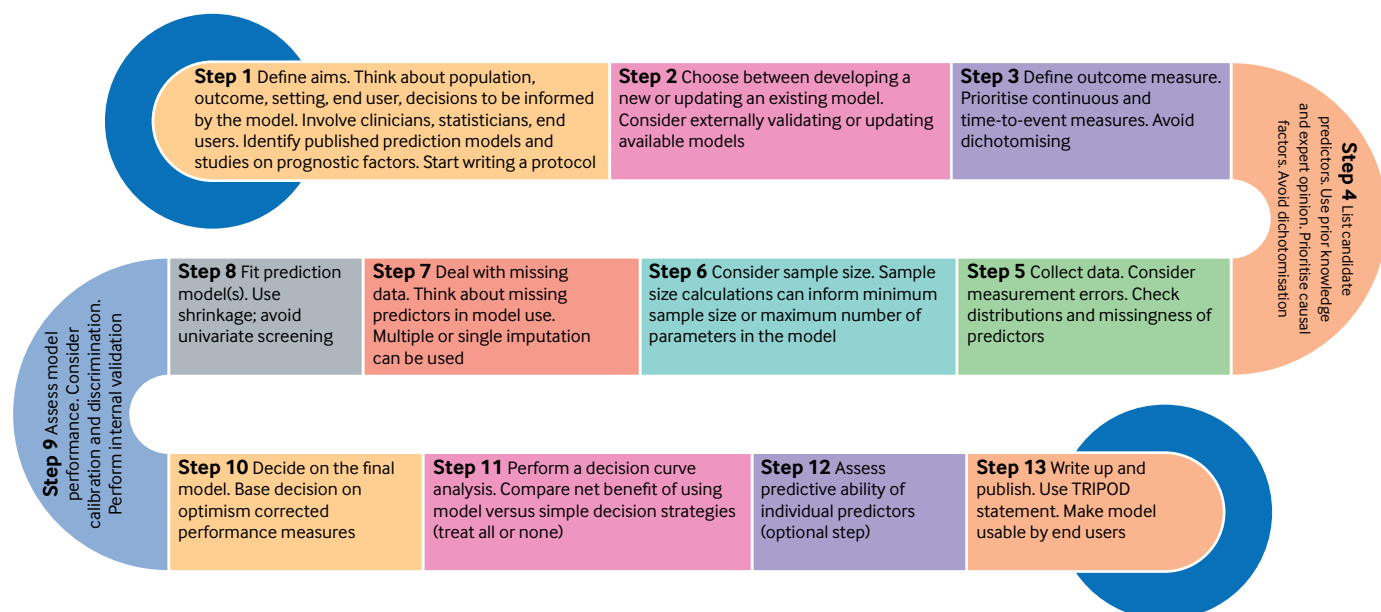 Step 1 Define aims. Think about population,
outcome, setting, end user, decisions to be informed
by the model. Involve clinicians, statisticians, end
users. Identify published prediction models and
studies on prognostic factors. Start writing a protocol
Step 2 Choose between developing a
new or updating an existing model.
Consider externally validating or updating
available models
Step 3 Define outcome measure.
Prioritise continuous and
time-to-event measures. Avoid
dichotomising
Step 4 List candidate
predictors. Use prior knowledge
and expert opinion. Prioritise causal
factors. Avoid dichotomisation
Step 5 Collect data. Consider
measurement errors. Check
distributions and missingness of
predictors
Step 6 Consider sample size. Sample
size calculations can inform minimum
sample size or maximum number of
parameters in the model
Step 7 Deal with missing
data. Think about missing
predictors in model use.
Multiple or single imputation
can be used
Step 8 Fit prediction
model(s). Use
shrinkage; avoid
univariate screening
Step 9 Assess model
performance. Consider
calibration and discrimination.
Perform internal validation
Step 10 Decide on the final
model. Base decision on
optimism corrected
performance measures
Step 11 Perform a decision curve
analysis. Compare net benefit of using
model versus simple decision strategies
(treat all or none)
Step 12 Assess
predictive ability of
individual predictors
(optional step)
Step 13 Write up and
publish. Use TRIPOD
statement. Make model
usable by end users